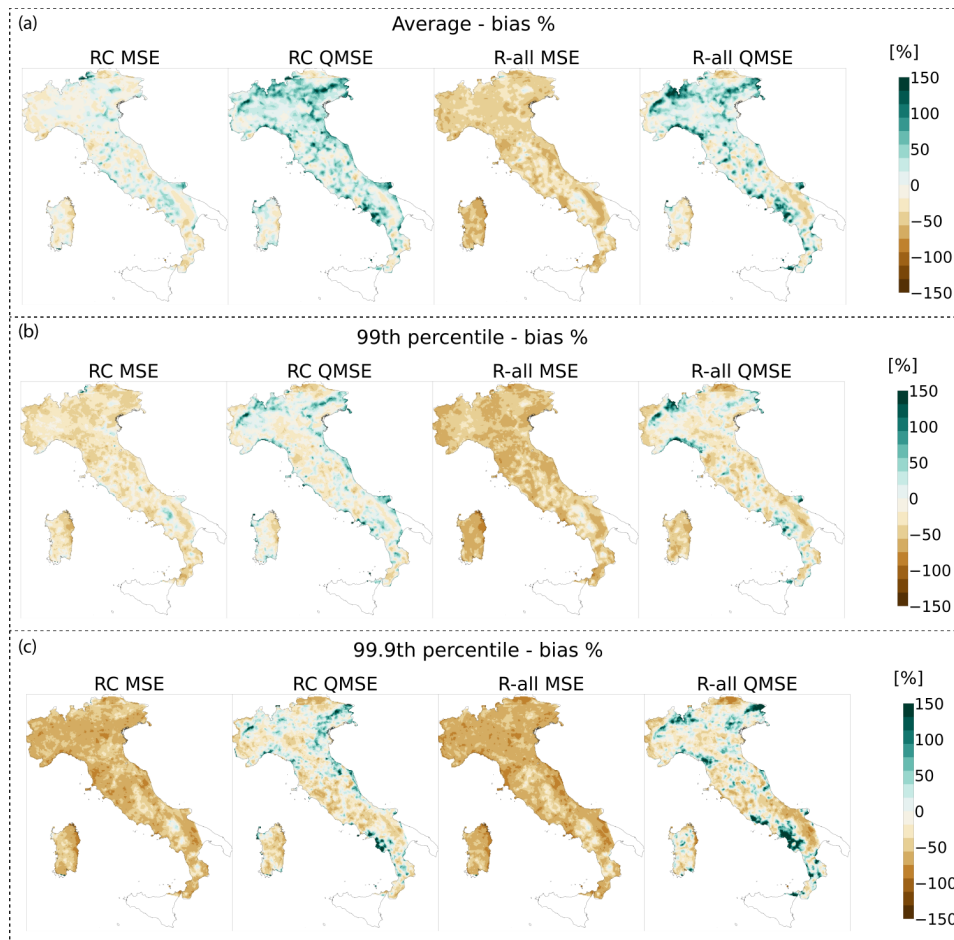 (a)
Average - bias %
RC MSE
RC QMSE
R-all MSE
R-all QMSE
[%]
150
100
50
0
−50
−100
−150
(b)
99th percentile - bias %
RC MSE
RC QMSE
R-all MSE
R-all QMSE
[%]
150
100
50
0
−50
−100
−150
(c)
99.9th percentile - bias %
RC MSE
RC QMSE
R-all MSE
R-all QMSE
[%]
150
100
50
0
−50
−100
−150